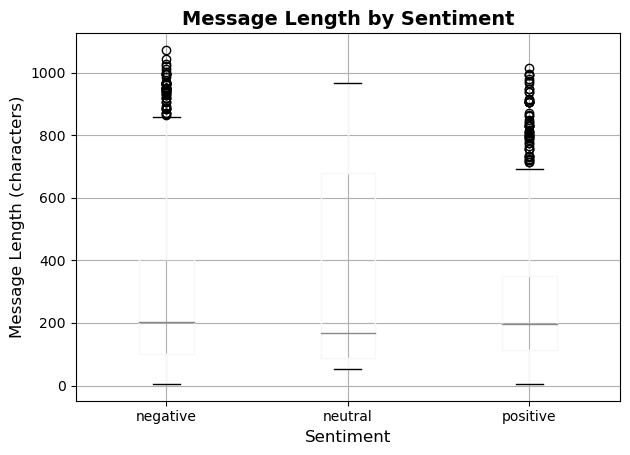 Message Length by Sentiment
Message Length (characters)
1000
800
600
400
200
0
negative neutral positive
Sentiment